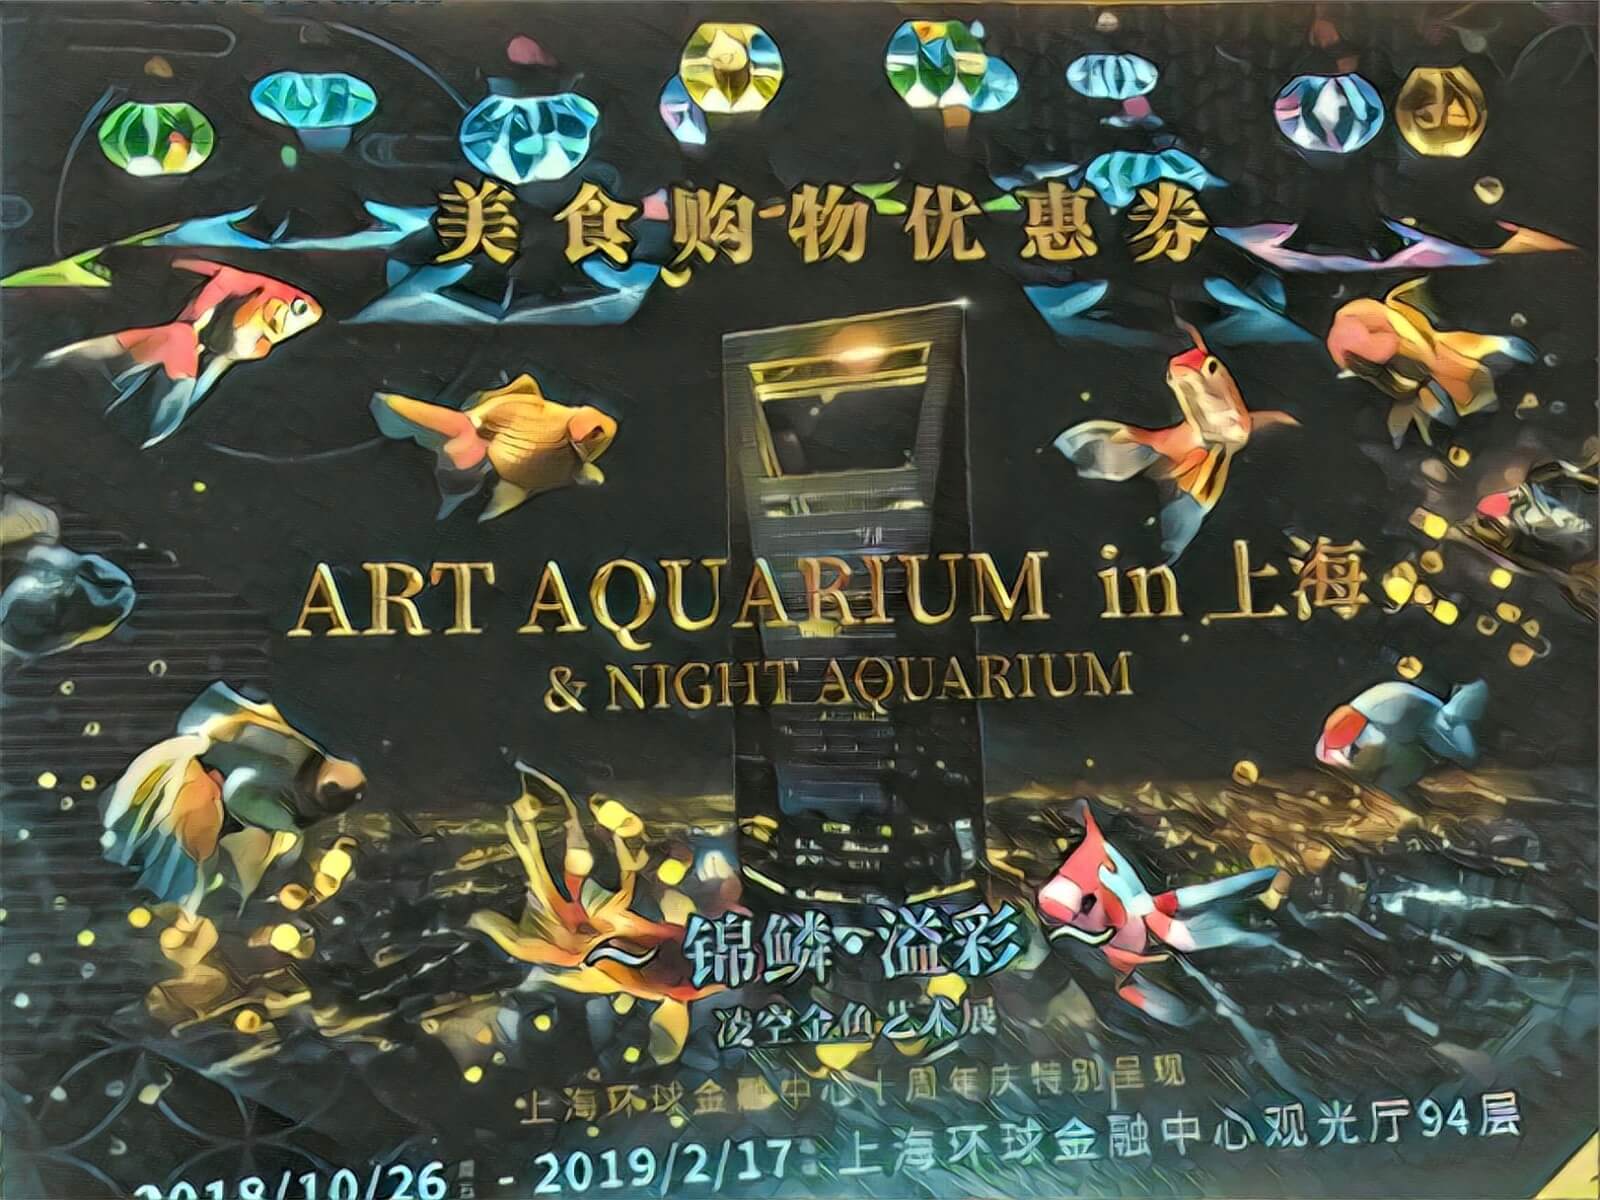 美食购物优惠券
ART AQUARIUM in 上海
& NIGHT AQUARIUM
锦鳞·溢彩
凌空金鱼艺术展
上海环球金融中心十周年庆特别呈现
2018/10/26 - 2019/2/17: 上海环球金融中心观光厅94层